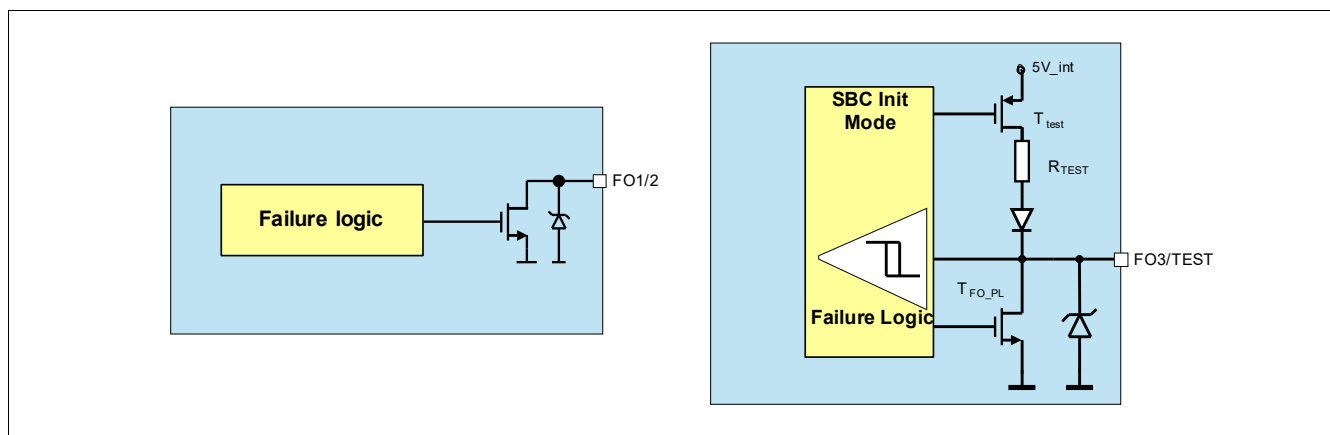 Failure logic
FO1/2
SBC Init
Mode
5V_int
Ttest
RTEST
FO3/TEST
TFO_PL
Failure Logic